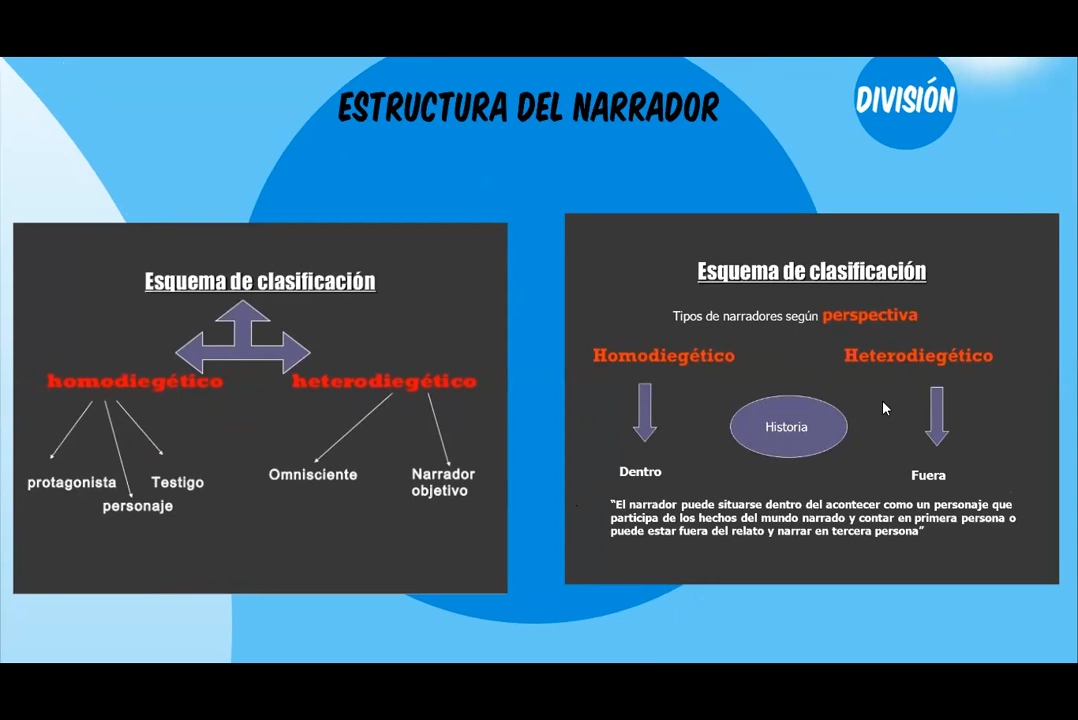 ESTRUCTURA DEL NARRADOR
DIVISIÓN
Esquema de clasificación
homodiegético
heterodiegético
protagonista
personaje
Testigo
Omnisciente
Narrador
objetivo
Esquema de clasificación
Tipos de narradores según perspectiva
Homodiegético
Heterodiegético
Historia
Dentro
Fuera
“El narrador puede situarse dentro del acontecer como un personaje que
participa de los hechos del mundo narrado y contar en primera persona o
puede estar fuera del relato y narrar en tercera persona”